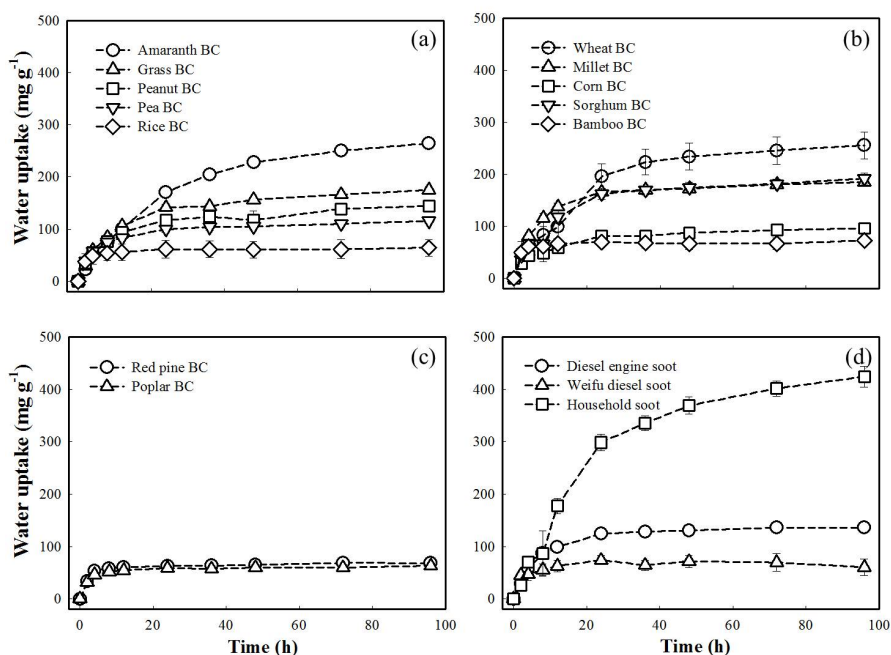 500
400
300
200
100
0
Water uptake (mg g⁻¹)
(a)
Amaranth BC
Grass BC
Peanut BC
Pea BC
Rice BC
500
400
300
200
100
0
(b)
Wheat BC
Millet BC
Corn BC
Sorghum BC
Bamboo BC
500
400
300
200
100
0
Water uptake (mg g⁻¹)
(c)
Red pine BC
Poplar BC
0 20 40 60 80 100
Time (h)
500
400
300
200
100
0
(d)
Diesel engine soot
Weifu diesel soot
Household soot
0 20 40 60 80 100
Time (h)